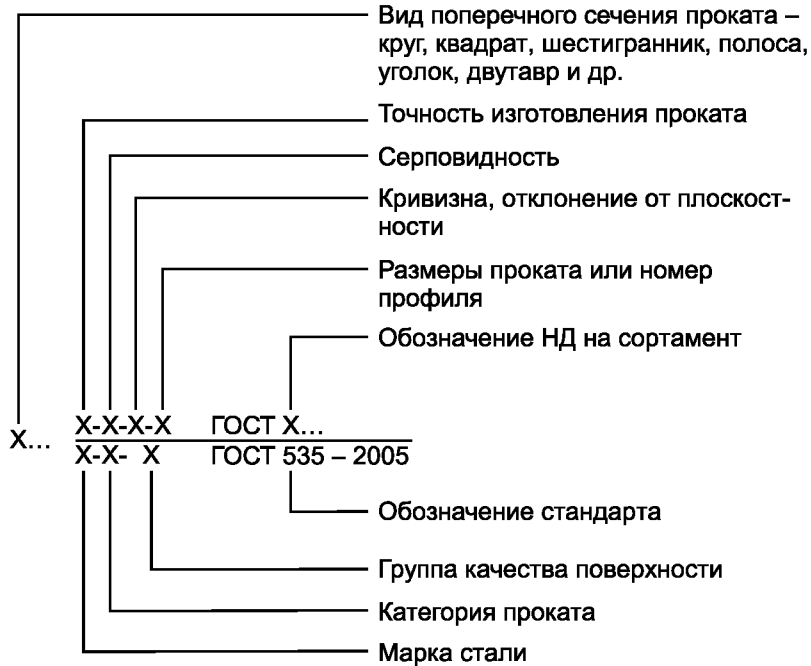 Вид поперечного сечения проката –
круг, квадрат, шестигранник, полоса,
уголок, двутавр и др.
Точность изготовления проката
Серповидность
Кривизна, отклонение от плоскост-
ности
Размеры проката или номер
профиля
Обозначение НД на сортамент
Х... Х-Х-Х-Х ГОСТ Х...
Х-Х- Х ГОСТ 535 – 2005
Обозначение стандарта
Группа качества поверхности
Категория проката
Марка стали